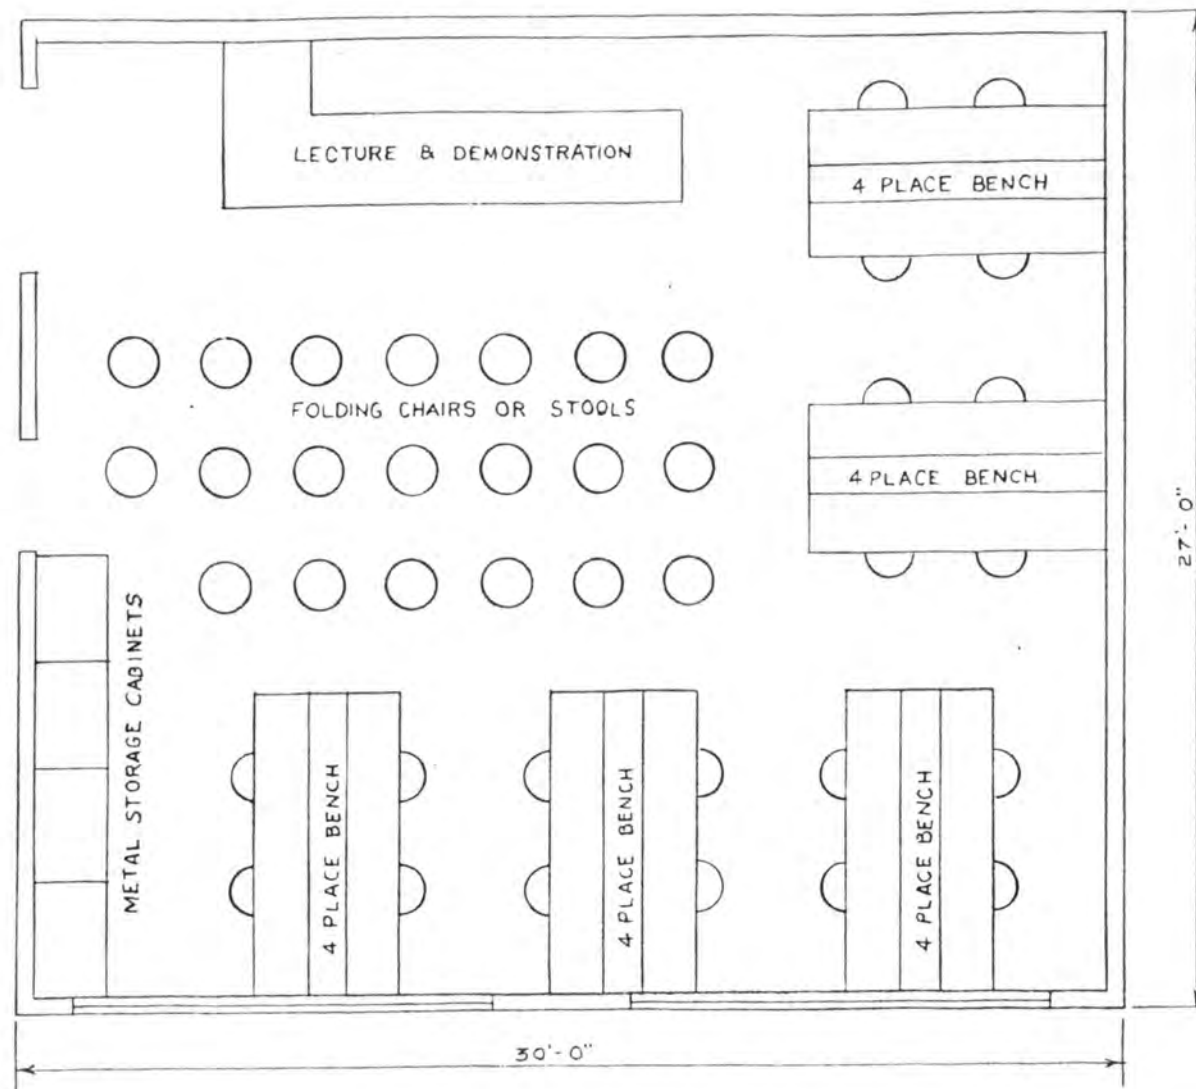 LECTURE & DEMONSTRATION
4 PLACE BENCH
FOLDING CHAIRS OR STOOLS
4 PLACE BENCH
27'-0"
METAL STORAGE CABINETS
4 PLACE BENCH
4 PLACE BENCH
4 PLACE BENCH
30'-0"